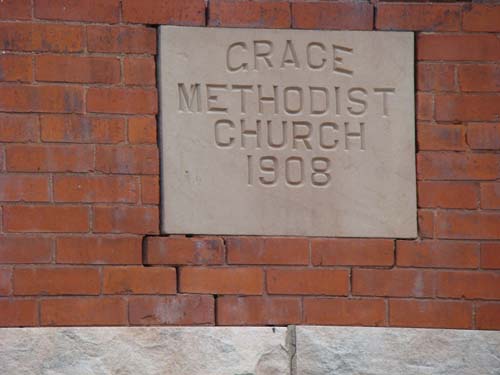 GRACE
METHODIST
CHURCH
1908